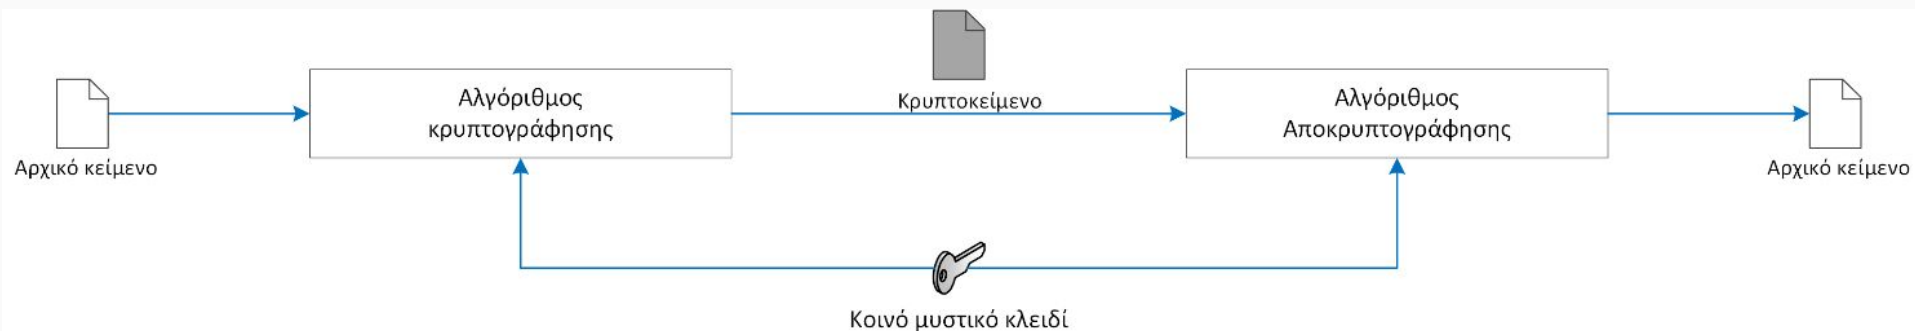 Αρχικό κείμενο
Αλγόριθμος
κρυπτογράφησης
Κρυπτοκείμενο
Αλγόριθμος
Αποκρυπτογράφησης
Αρχικό κείμενο
Κοινό μυστικό κλειδί